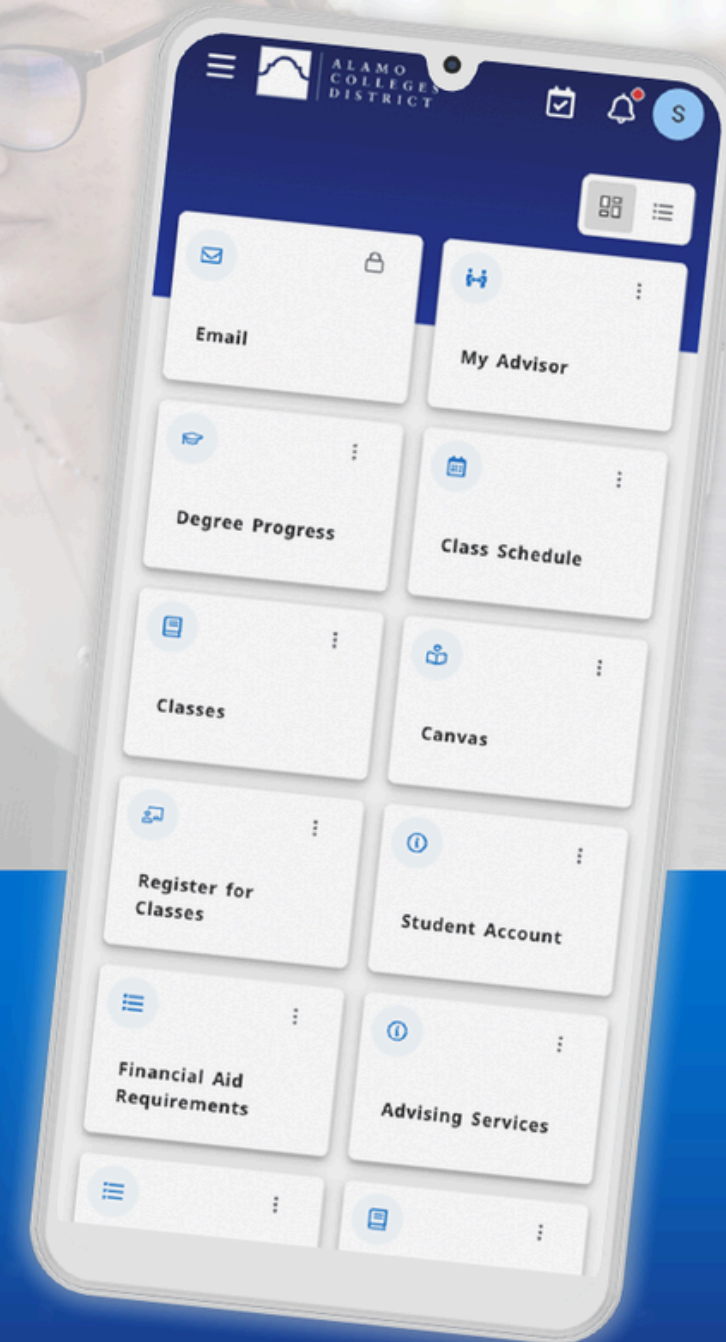 ALAMO
COLLEGES
DISTRICT
S
Email
My Advisor
Degree Progress
Class Schedule
Classes
Canvas
Register for
Classes
Student Account
Financial Aid
Requirements
Advising Services